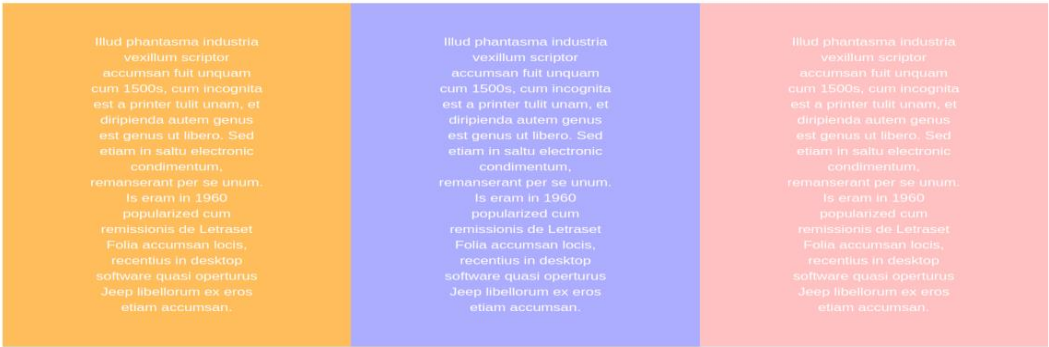 Illud phantasma industria
vexillum scriptor
accumsan fuit unquam
cum 1500s, cum incognita
est a printer tulit unam, et
diripienda autem genus
est genus ut libero. Sed
etiam in saltu electronic
condimentum,
remanserant per se unum.
Is eram in 1960
popularized cum
remissionis de Letraset
Folia accumsan locis,
recentius in desktop
software quasi operturus
Jeep libellorum ex eros
etiam accumsan.
Illud phantasma industria
vexillum scriptor
accumsan fuit unquam
cum 1500s, cum incognita
est a printer tulit unam, et
diripienda autem genus
est genus ut libero. Sed
etiam in saltu electronic
condimentum,
remanserant per se unum.
Is eram in 1960
popularized cum
remissionis de Letraset
Folia accumsan locis,
recentius in desktop
software quasi operturus
Jeep libellorum ex eros
etiam accumsan.
Illud phantasma industria
vexillum scriptor
accumsan fuit unquam
cum 1500s, cum incognita
est a printer tulit unam, et
diripienda autem genus
est genus ut libero. Sed
etiam in saltu electronic
condimentum,
remanserant per se unum.
Is eram in 1960
popularized cum
remissionis de Letraset
Folia accumsan locis,
recentius in desktop
software quasi operturus
Jeep libellorum ex eros
etiam accumsan.